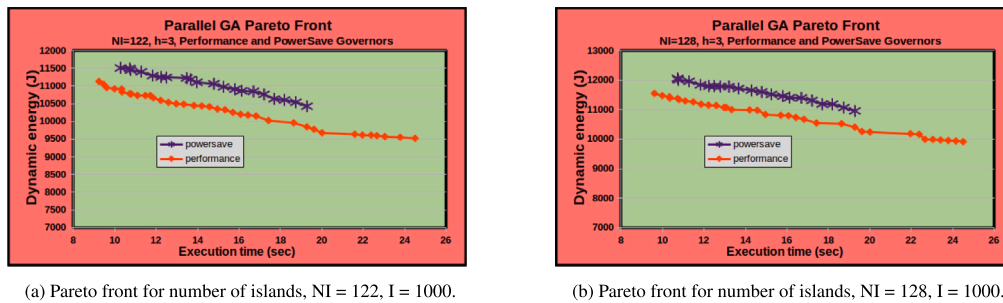 Parallel GA Pareto Front
NI=122, h=3, Performance and PowerSave Governors
Dynamic energy (J)
12000
11500
11000
10500
10000
9500
9000
8500
8000
7500
7000
powersave
performance
8 10 12 14 16 18 20 22 24 26
Execution time (sec)
(a) Pareto front for number of islands, NI = 122, I = 1000.
Parallel GA Pareto Front
NI=128, h=3, Performance and PowerSave Governors
Dynamic energy (J)
13000
12000
11000
10000
9000
8000
7000
powersave
performance
8 10 12 14 16 18 20 22 24 26
Execution time (sec)
(b) Pareto front for number of islands, NI = 128, I = 1000.